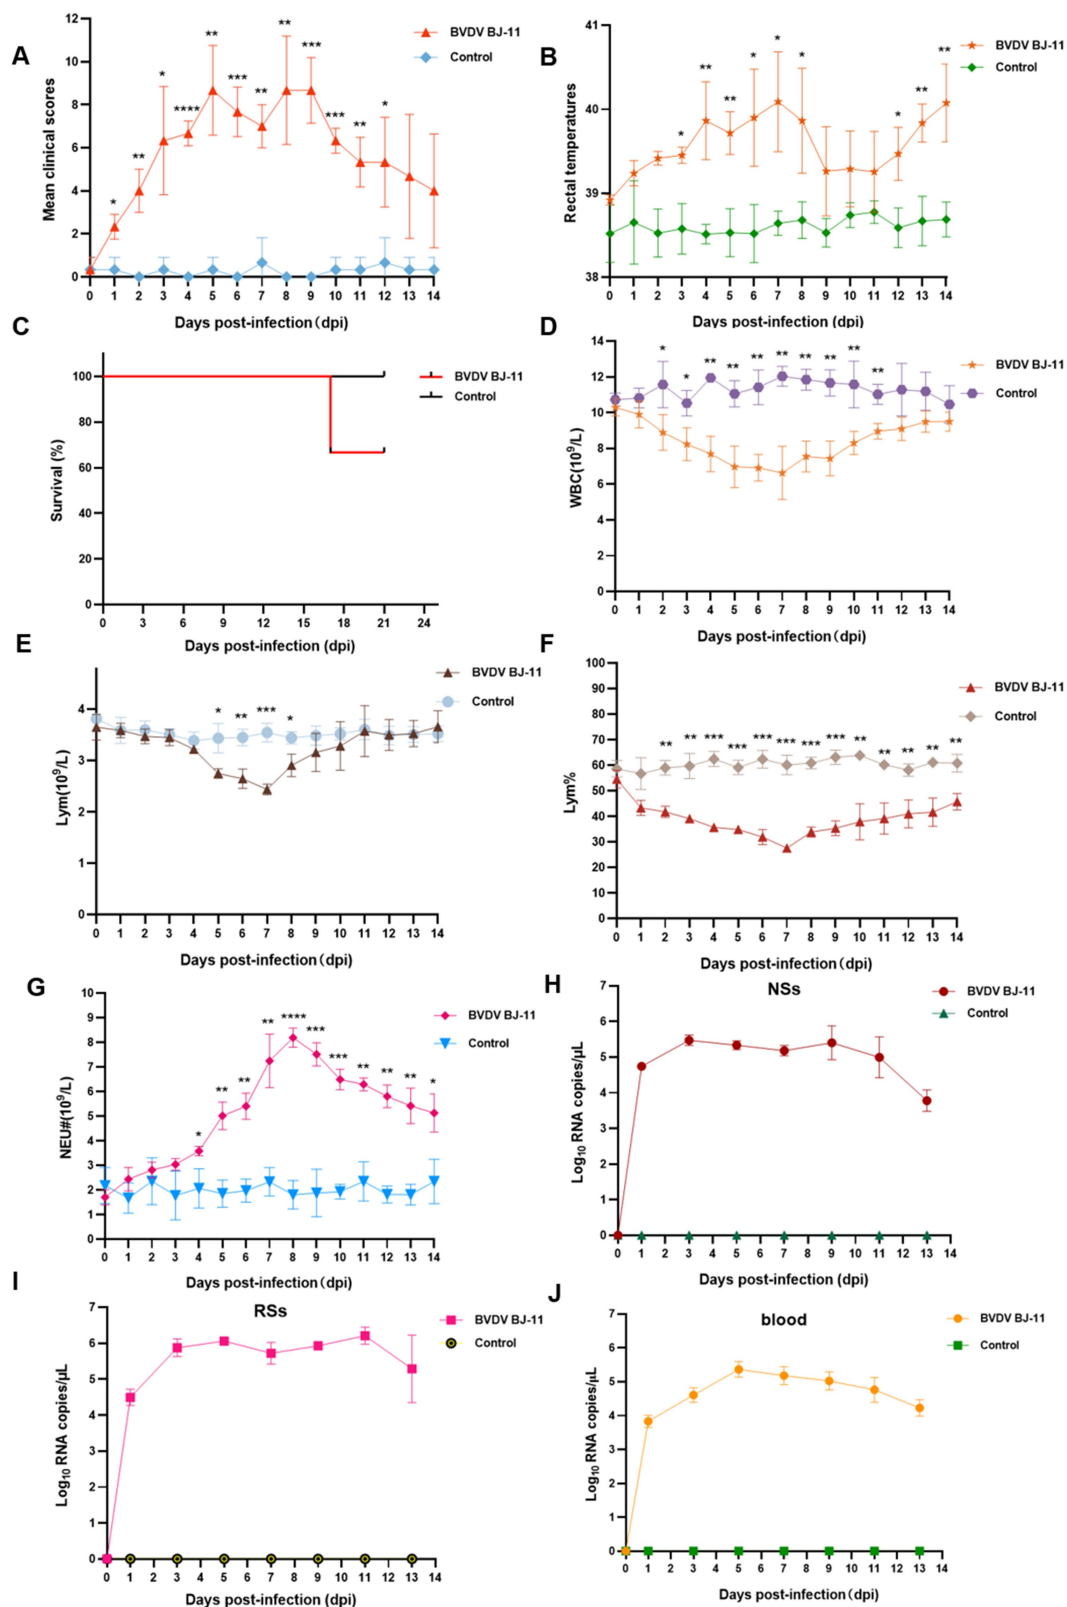 A
12
10
8
6
4
2
0
Mean clinical scores
* ** * **** ** *** ** ** *** *** ** *
BVDV BJ-11
Control
0 1 2 3 4 5 6 7 8 9 10 11 12 13 14
Days post-infection（dpi)
B
41
40
39
38
Rectal temperatures
* ** ** * * * * ** **
BVDV BJ-11
Control
0 1 2 3 4 5 6 7 8 9 10 11 12 13 14
Days post-infection (dpi)
C
100
80
60
40
20
0
Survival (%)
BVDV BJ-11
Control
0 3 6 9 12 15 18 21 24
Days post-infection (dpi)
D
14
12
10
8
6
4
2
0
WBC(10⁹/L)
* * ** ** ** ** ** ** ** **
BVDV BJ-11
Control
0 1 2 3 4 5 6 7 8 9 10 11 12 13 14
Days post-infection（dpi)
E
4
3
2
1
0
Lym(10⁹/L)
* ** *** *
BVDV BJ-11
Control
0 1 2 3 4 5 6 7 8 9 10 11 12 13 14
Days post-infection（dpi)
F
100
90
80
70
60
50
40
30
20
10
0
Lym%
** ** *** *** *** *** *** *** ** ** ** ** **
BVDV BJ-11
Control
0 1 2 3 4 5 6 7 8 9 10 11 12 13 14
Days post-infection（dpi)
G
10
9
8
7
6
5
4
3
2
1
0
NEU#(10⁹/L)
* ** ** ** **** *** *** ** ** ** *
BVDV BJ-11
Control
0 1 2 3 4 5 6 7 8 9 10 11 12 13 14
Days post-infection（dpi)
H
NSs
7
6
5
4
3
2
1
0
Log₁₀ RNA copies/μL
BVDV BJ-11
Control
0 1 2 3 4 5 6 7 8 9 10 11 12 13 14
Days post-infection (dpi)
I
RSs
7
6
5
4
3
2
1
0
Log₁₀ RNA copies/μL
BVDV BJ-11
Control
0 1 2 3 4 5 6 7 8 9 10 11 12 13 14
Days post-infection (dpi)
J
blood
7
6
5
4
3
2
1
0
Log₁₀ RNA copies/μL
BVDV BJ-11
Control
0 1 2 3 4 5 6 7 8 9 10 11 12 13 14
Days post-infection（dpi)